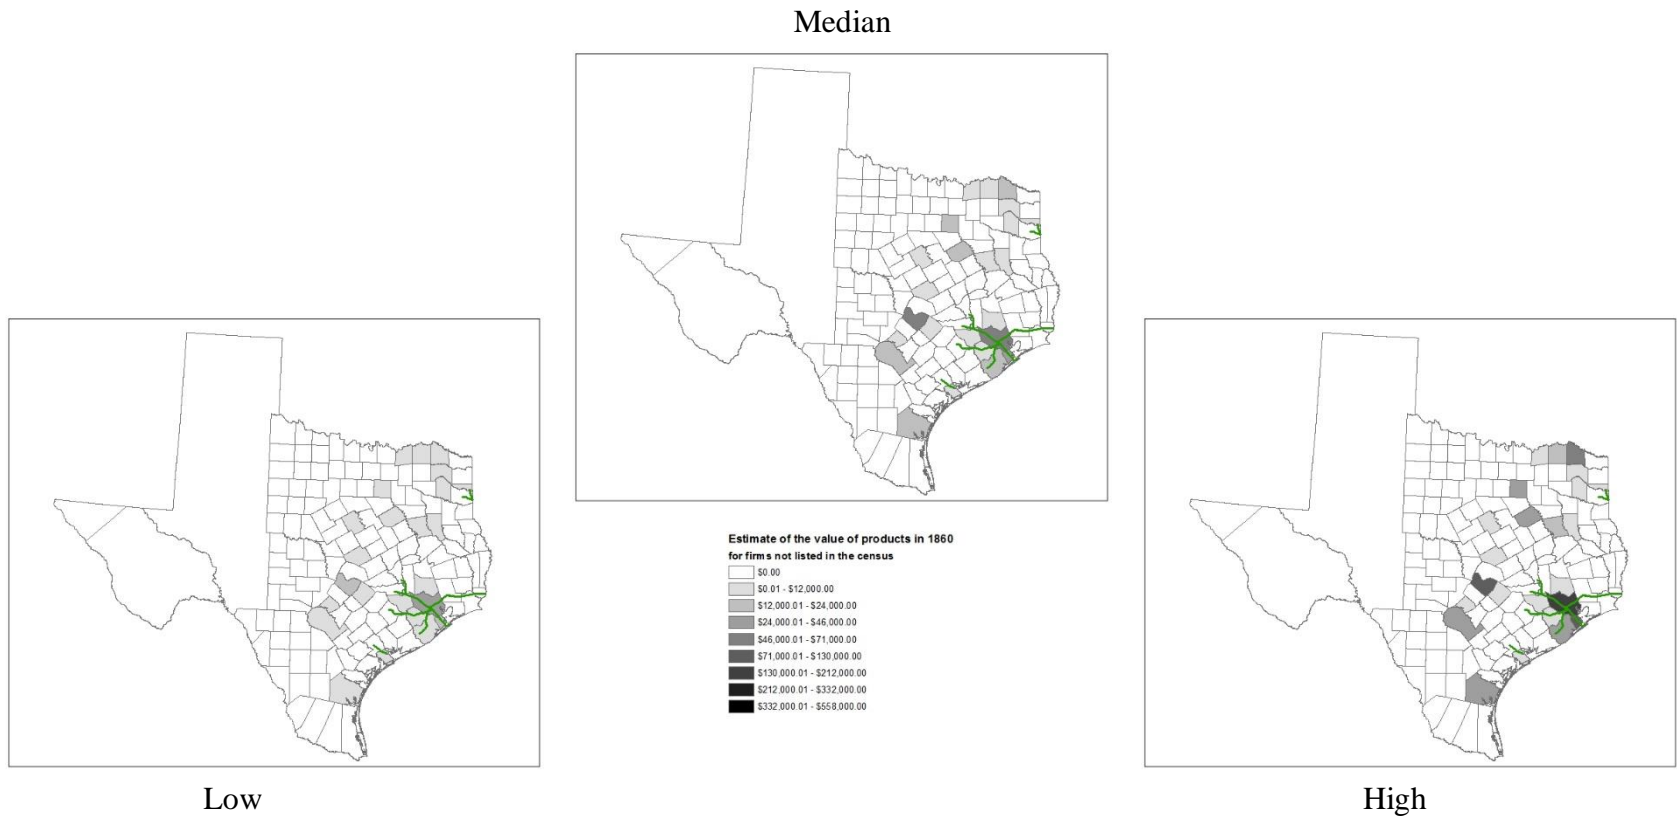 Median
Estimate of the value of products in 1860
for firms not listed in the census
$0.00
$0.01 - $12,000.00
$12,000.01 - $24,000.00
$24,000.01 - $46,000.00
$46,000.01 - $71,000.00
$71,000.01 - $130,000.00
$130,000.01 - $212,000.00
$212,000.01 - $332,000.00
$332,000.01 - $558,000.00
Low
High